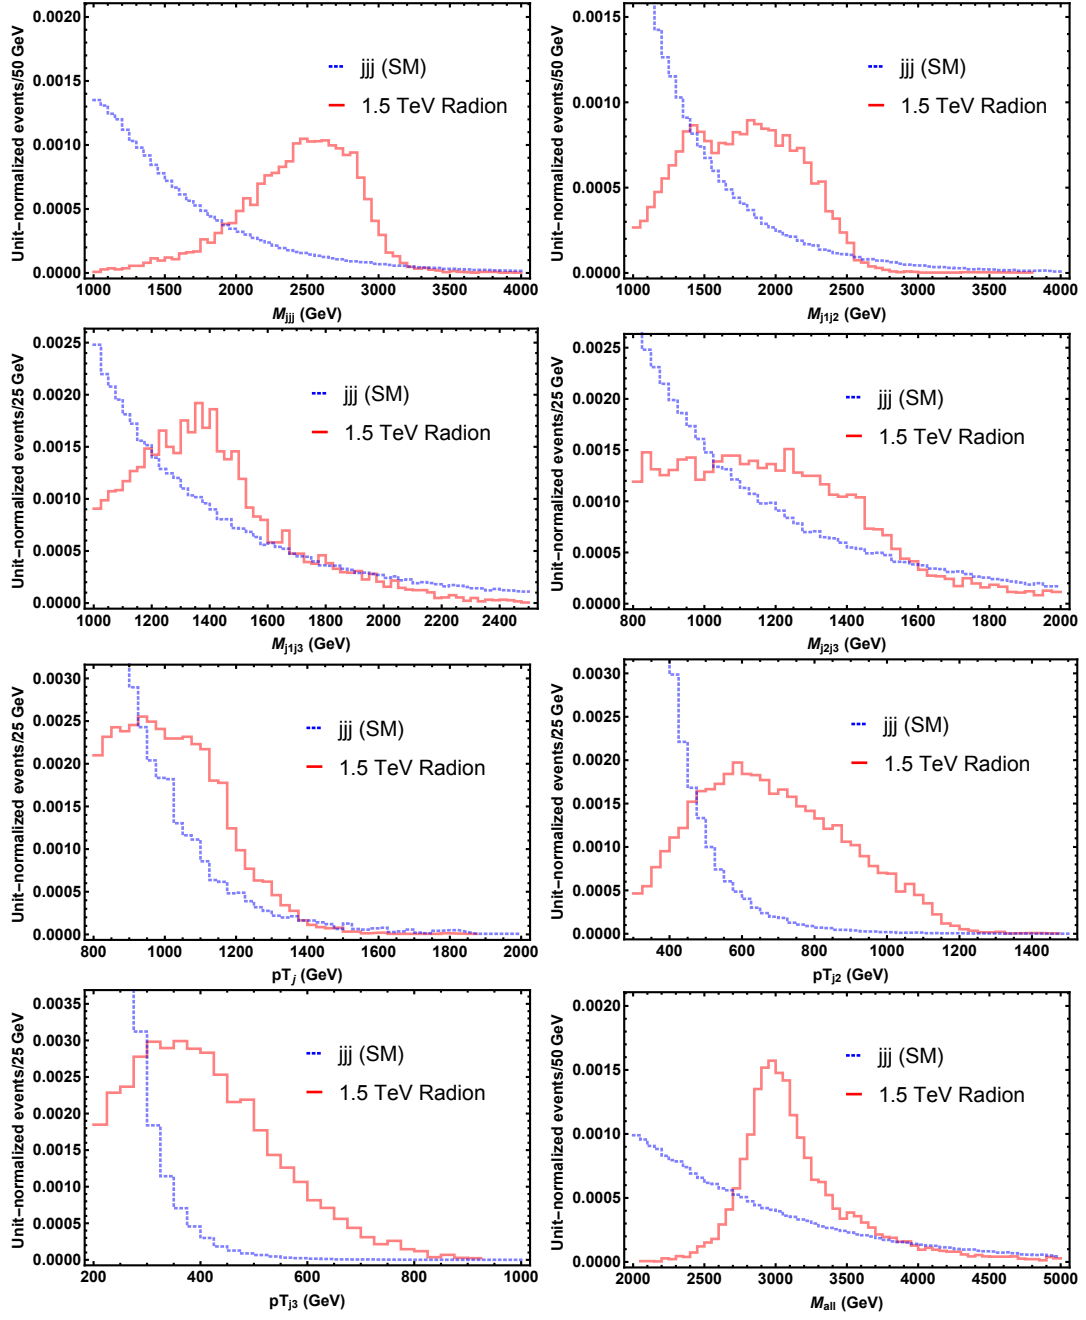 Unit-normalized events/50 GeV
0.0020
0.0015
0.0010
0.0005
0.0000
jjj (SM)
1.5 TeV Radion
1000 1500 2000 2500 3000 3500 4000
Mjjj (GeV)
Unit-normalized events/50 GeV
0.0015
0.0010
0.0005
0.0000
jjj (SM)
1.5 TeV Radion
1000 1500 2000 2500 3000 3500 4000
Mj1j2 (GeV)
Unit-normalized events/25 GeV
0.0025
0.0020
0.0015
0.0010
0.0005
0.0000
jjj (SM)
1.5 TeV Radion
1000 1200 1400 1600 1800 2000 2200 2400
Mj1j3 (GeV)
Unit-normalized events/25 GeV
0.0025
0.0020
0.0015
0.0010
0.0005
0.0000
jjj (SM)
1.5 TeV Radion
800 1000 1200 1400 1600 1800 2000
Mj2j3 (GeV)
Unit-normalized events/25 GeV
0.0030
0.0025
0.0020
0.0015
0.0010
0.0005
0.0000
jjj (SM)
1.5 TeV Radion
800 1000 1200 1400 1600 1800 2000
pTj (GeV)
Unit-normalized events/25 GeV
0.0030
0.0025
0.0020
0.0015
0.0010
0.0005
0.0000
jjj (SM)
1.5 TeV Radion
400 600 800 1000 1200 1400
pTj2 (GeV)
Unit-normalized events/25 GeV
0.0035
0.0030
0.0025
0.0020
0.0015
0.0010
0.0005
0.0000
jjj (SM)
1.5 TeV Radion
200 400 600 800 1000
pTj3 (GeV)
Unit-normalized events/50 GeV
0.0020
0.0015
0.0010
0.0005
0.0000
jjj (SM)
1.5 TeV Radion
2000 2500 3000 3500 4000 4500 5000
Mall (GeV)